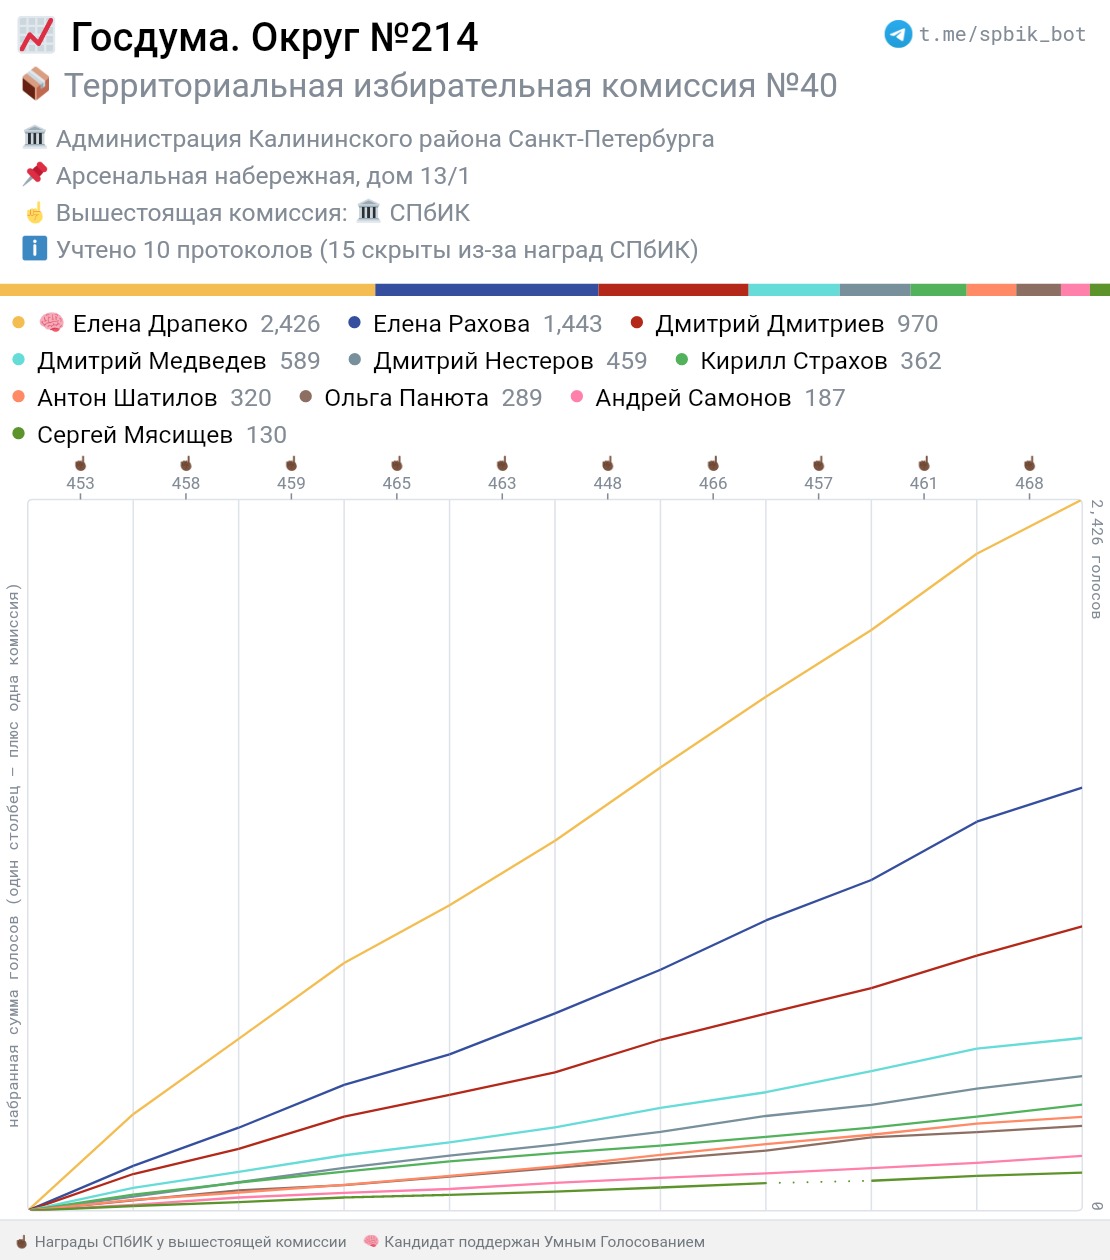 Госдума. Округ №214
t.me/spbik_bot
Территориальная избирательная комиссия №40
Администрация Калининского района Санкт-Петербурга
Арсенальная набережная, дом 13/1
Вышестоящая комиссия: СПбИК
Учтено 10 протоколов (15 скрыты из-за наград СПбИК)
Елена Драпеко 2,426 Елена Рахова 1,443 Дмитрий Дмитриев 970
Дмитрий Медведев 589 Дмитрий Нестеров 459 Кирилл Страхов 362
Антон Шатилов 320 Ольга Панюта 289 Андрей Самонов 187
Сергей Мясищев 130
453 458 459 465 463 448 466 457 461 468
2,426 голосов
набранная сумма голосов (один столбец — плюс одна комиссия)
0
Награды СПбИК у вышестоящей комиссии Кандидат поддержан Умным Голосованием